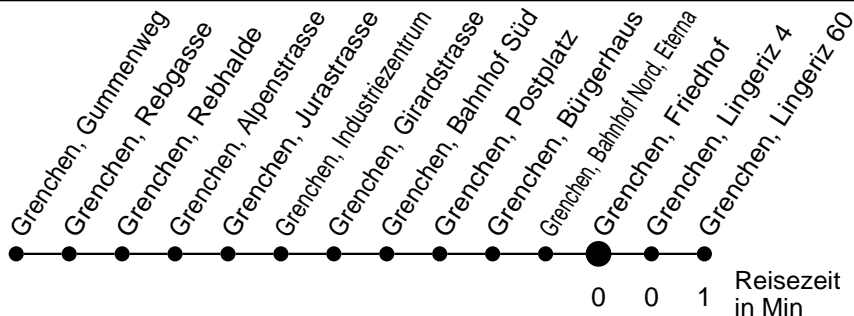 Grenchen, Gummenweg
Grenchen, Rebgasse
Grenchen, Rebhalde
Grenchen, Alpenstrasse
Grenchen, Jurastrasse
Grenchen, Industriezentrum
Grenchen, Girardstrasse
Grenchen, Bahnhof Süd
Grenchen, Postplatz
Grenchen, Bürgerhaus
Grenchen, Bahnhof Nord, Eterna
Grenchen, Friedhof
Grenchen, Lingeriz 4
Grenchen, Lingeriz 60
0 0 1 Reisezeit
in Min